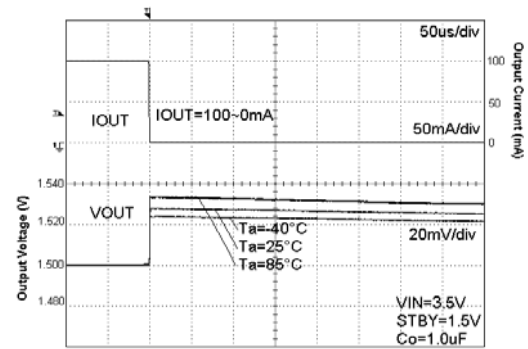 50us/div
100
IOUT
IOUT=100~0mA
50
50mA/div
0
Output Current (mA)
1.540
VOUT
1.520
Ta=-40°C
20mV/div
Ta=25°C
Ta=85°C
1.500
Output Voltage (V)
1.480
VIN=3.5V
STBY=1.5V
Co=1.0uF